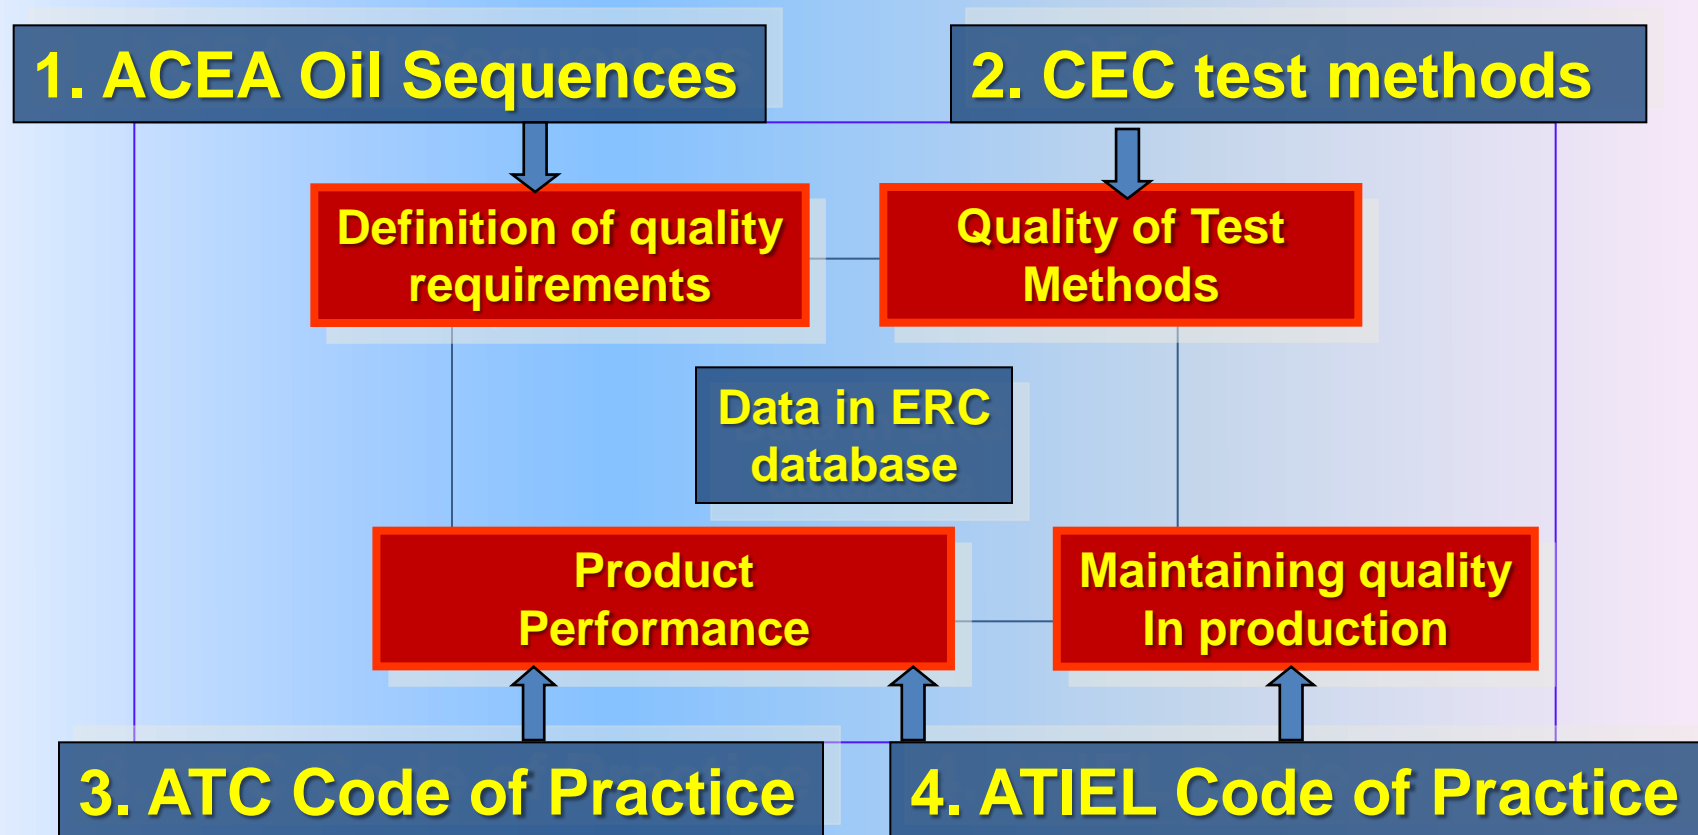 1. ACEA Oil Sequences
2. CEC test methods
Definition of quality
requirements
Quality of Test
Methods
Data in ERC
database
Product
Performance
Maintaining quality
In production
3. ATC Code of Practice
4. ATIEL Code of Practice